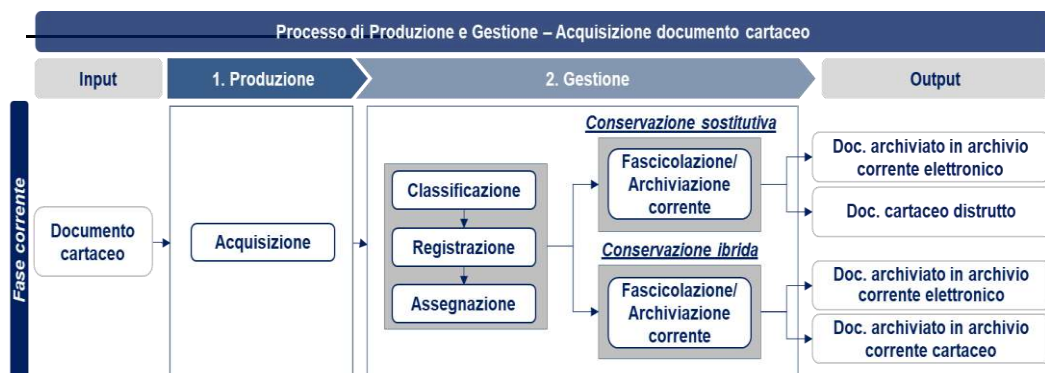 Processo di Produzione e Gestione – Acquisizione documento cartaceo
Input
1. Produzione
2. Gestione
Output
Fase corrente
Documento
cartaceo
Acquisizione
Classificazione
Registrazione
Assegnazione
Conservazione sostitutiva
Fascicolazione/
Archiviazione
corrente
Conservazione ibrida
Fascicolazione/
Archiviazione
corrente
Doc. archiviato in archivio
corrente elettronico
Doc. cartaceo distrutto
Doc. archiviato in archivio
corrente elettronico
Doc. archiviato in archivio
corrente cartaceo